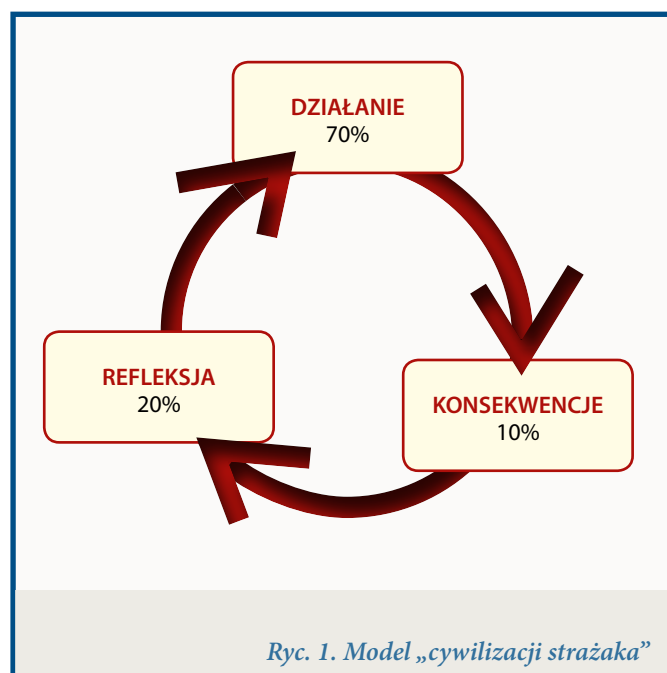 DZIAŁANIE
70%
REFLEKSJA
20%
KONSEKWENCJE
10%
Ryc. 1. Model „cywilizacji strażaka”